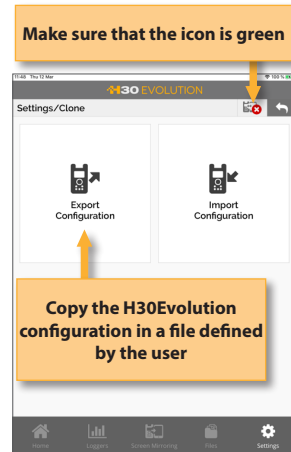 Make sure that the icon is green
11:48 Thu 12 Mar
100 %
H30 EVOLUTION
Settings/Clone
Export
Configuration
Import
Configuration
Copy the H30Evolution
configuration in a file defined
by the user
Home
Loggers
Screen Mirroring
Files
Settings